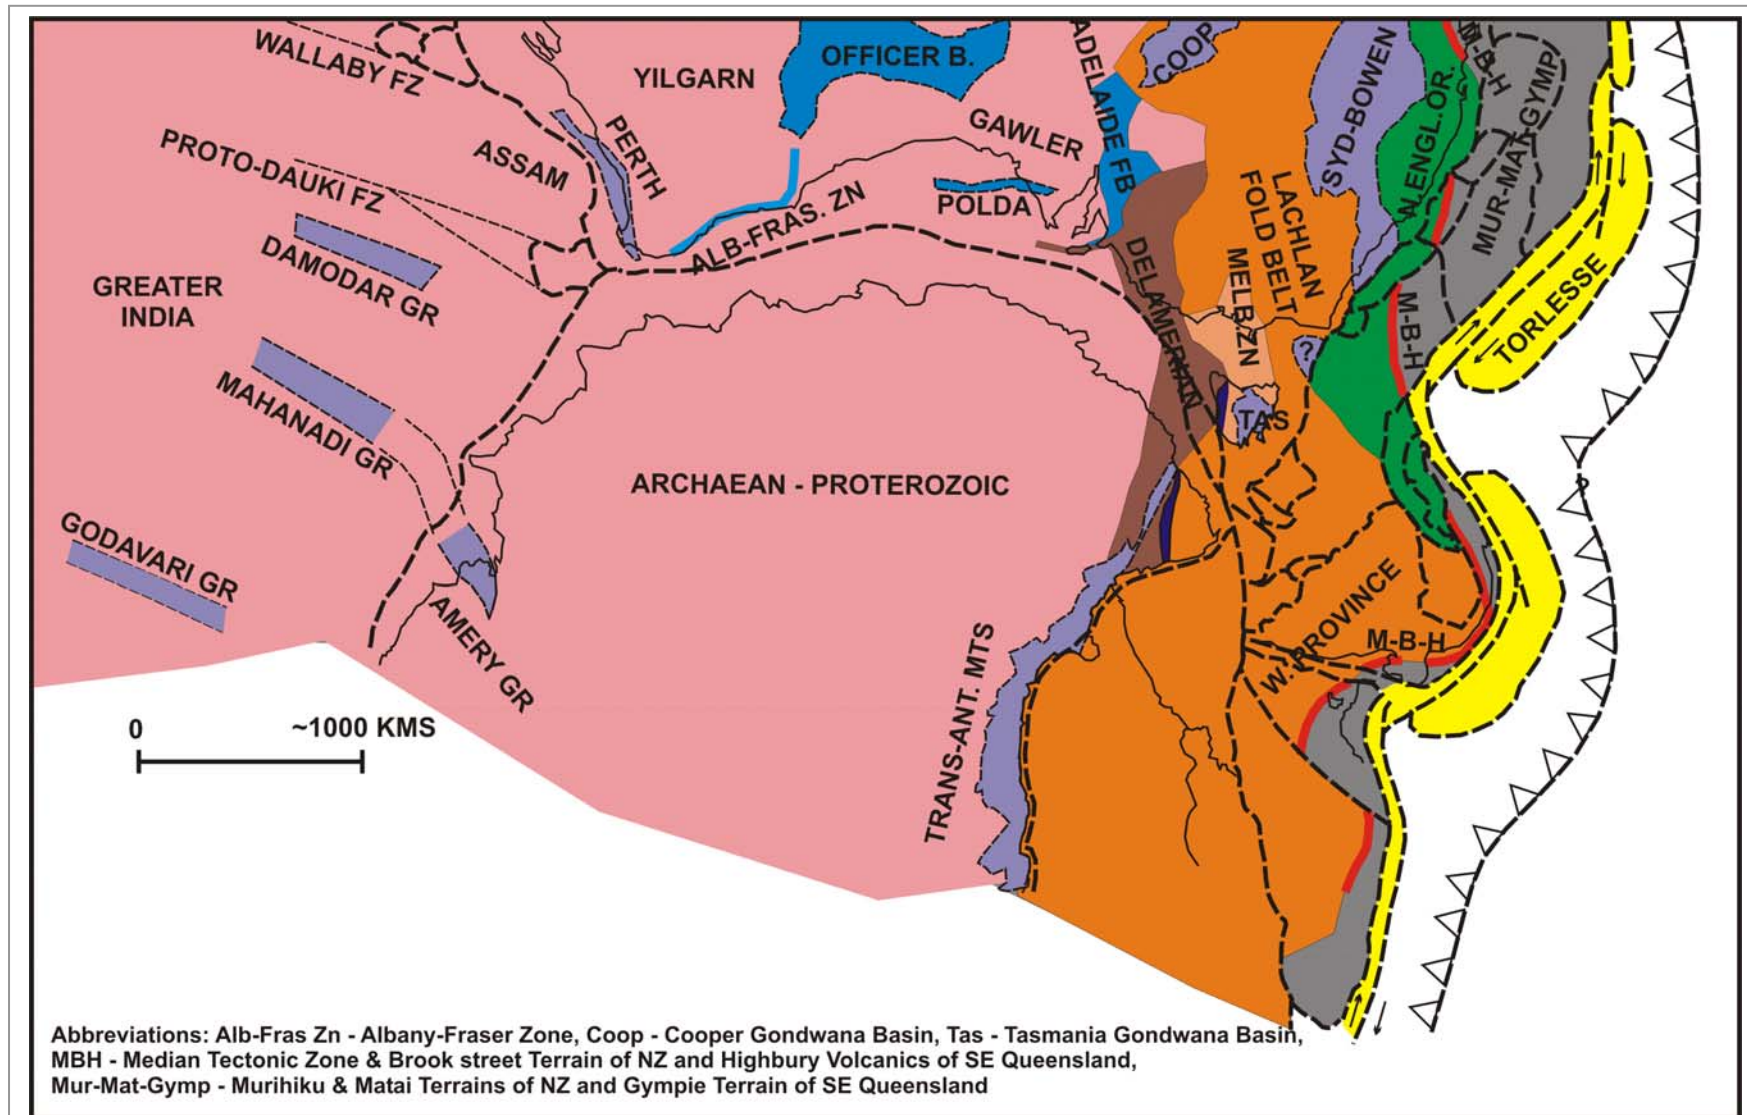 WALLABY FZ
YILGARN
OFFICER B.
ADELAIDE FB
COOP
SYD-BOWEN
N.ENGL.OR.
M-B-H
MUR-MAT-GYMP
PROTO-DAUKI FZ
ASSAM
PERTH
GAWLER
POLDA
ALB-FRAS. ZN
LACHLAN
FOLD BELT
DAMODAR GR
GREATER
INDIA
DELAMERIAN
MELB.ZN
?
M-B-H
TORLESSE
MAHANADI GR
TAS
ARCHAEAN - PROTEROZOIC
GODAVARI GR
AMERY GR
TRANS-ANT. MTS
W. PROVINCE
M-B-H
0
~1000 KMS
Abbreviations: Alb-Fras Zn - Albany-Fraser Zone, Coop - Cooper Gondwana Basin, Tas - Tasmania Gondwana Basin,
MBH - Median Tectonic Zone & Brook street Terrain of NZ and Highbury Volcanics of SE Queensland,
Mur-Mat-Gymp - Murihiku & Matai Terrains of NZ and Gympie Terrain of SE Queensland